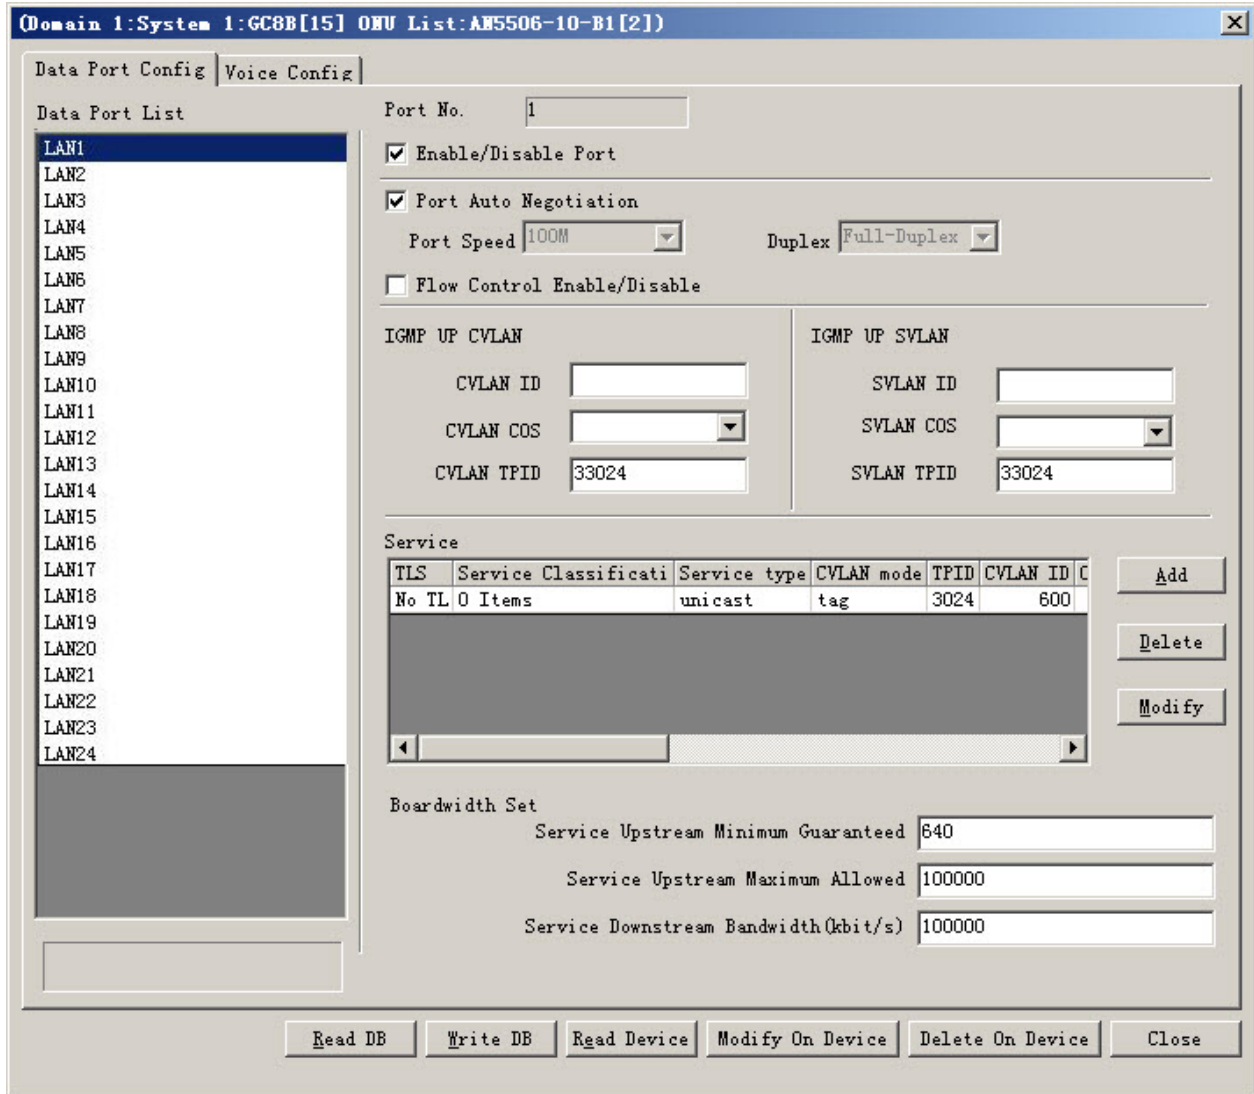 (Domain 1:System 1:GC8B[15] ONU List:AN5506-10-B1[2])
Data Port Config
Voice Config
Data Port List
LAN1
LAN2
LAN3
LAN4
LAN5
LAN6
LAN7
LAN8
LAN9
LAN10
LAN11
LAN12
LAN13
LAN14
LAN15
LAN16
LAN17
LAN18
LAN19
LAN20
LAN21
LAN22
LAN23
LAN24
Port No. 1
Enable/Disable Port
Port Auto Negotiation
Port Speed 100M Duplex Full-Duplex
Flow Control Enable/Disable
IGMP UP CVLAN
CVLAN ID
CVLAN COS
CVLAN TPID 33024
IGMP UP SVLAN
SVLAN ID
SVLAN COS
SVLAN TPID 33024
Service
TLS Service Classificati Service type CVLAN mode TPID CVLAN ID C
No TL 0 Items unicast tag 3024 600
Add
Delete
Modify
Boardwidth Set
Service Upstream Minimum Guaranteed 640
Service Upstream Maximum Allowed 100000
Service Downstream Bandwidth(kbit/s) 100000
Read DB Write DB Read Device Modify On Device Delete On Device Close